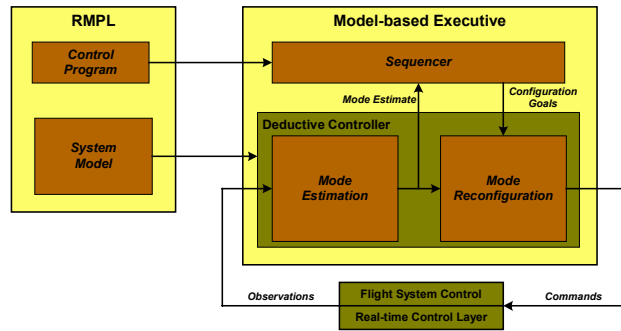 RMPL
Control
Program
System
Model
Model-based Executive
Sequencer
Mode Estimate
Configuration
Goals
Deductive Controller
Mode
Estimation
Mode
Reconfiguration
Observations
Flight System Control
Real-time Control Layer
Commands